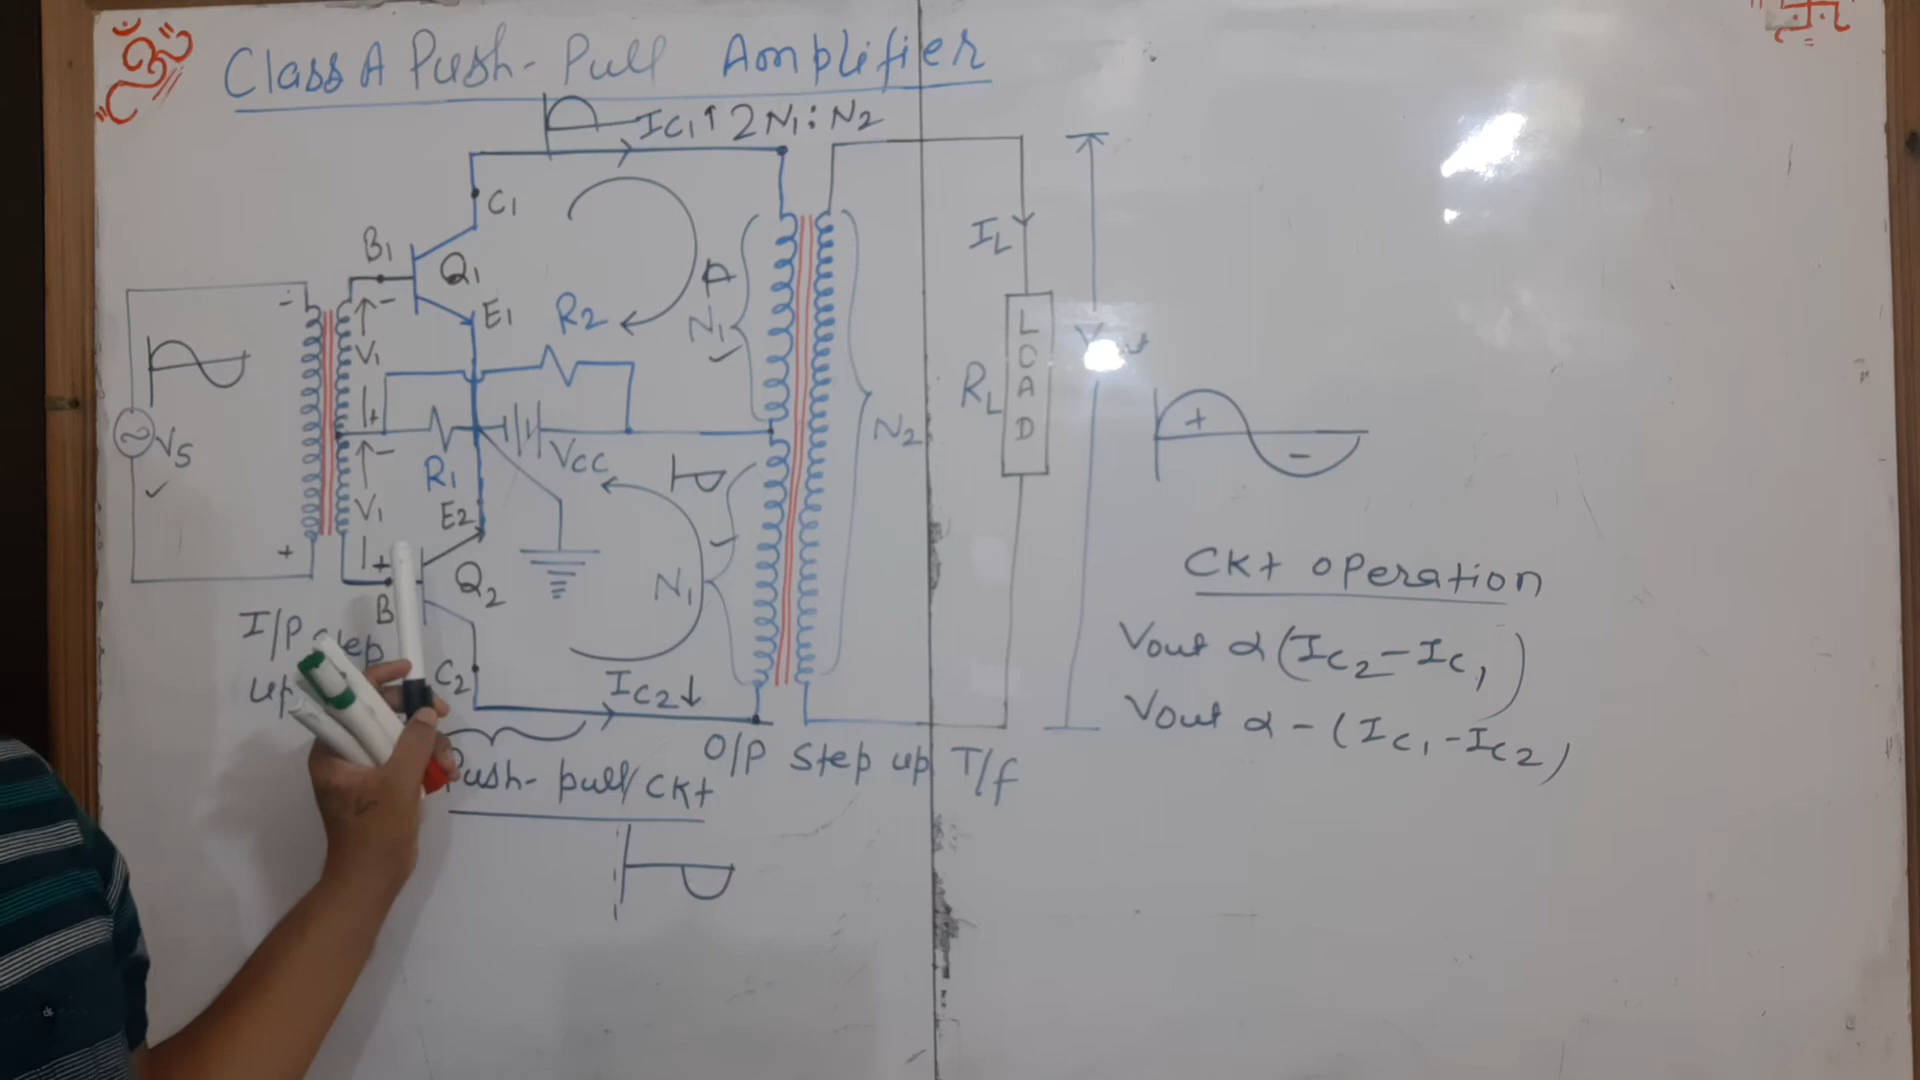 ॐ
Class A Push-Pull Amplifier
IC1↑ 2N1:N2
C1
B1
Q1
E1
R2
N1
IL
-
-
V1
+
LOAD
RL
VS
R1
VCC
N2
+
-
-
V1
E2
+
+
Q2
N1
B
I/P Step
up
C2
IC2↓
O/P Step up T/f
Push-pull CKt
CKt operation
Vout α (IC2-IC1)
Vout α -(IC1-IC2)